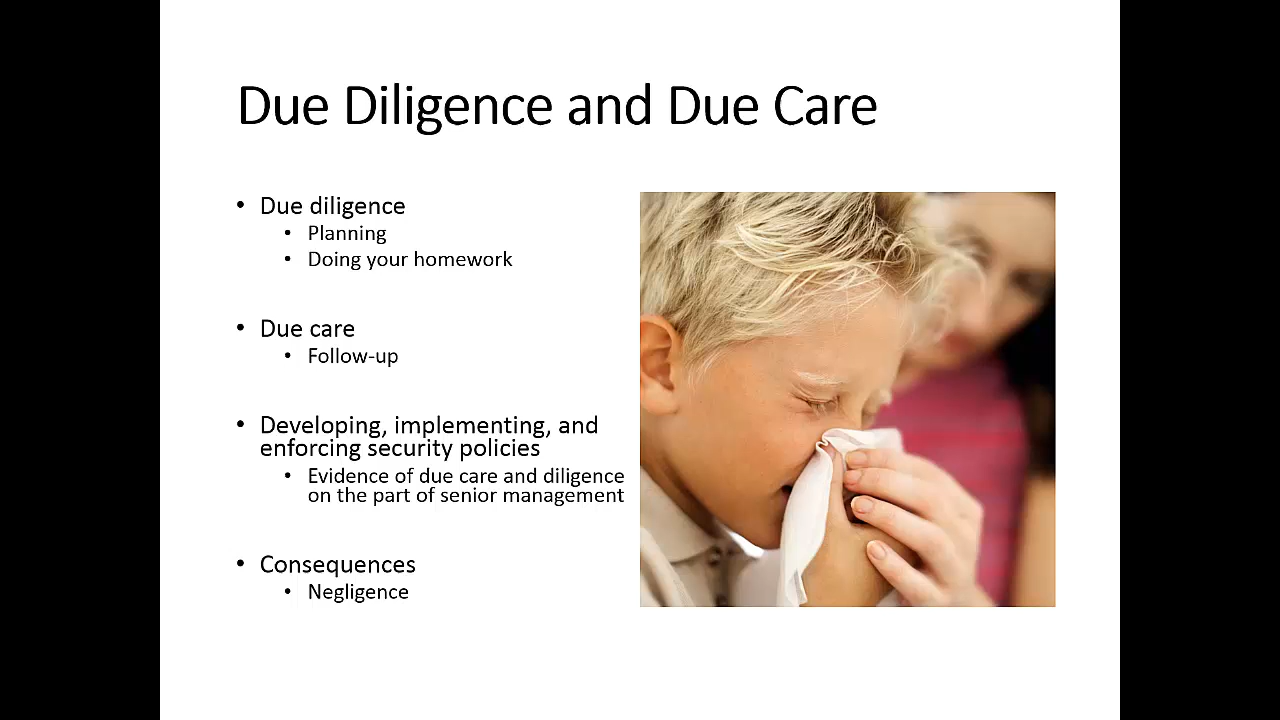 Due Diligence and Due Care
• Due diligence
• Planning
• Doing your homework
• Due care
• Follow-up
• Developing, implementing, and
enforcing security policies
• Evidence of due care and diligence
on the part of senior management
• Consequences
• Negligence